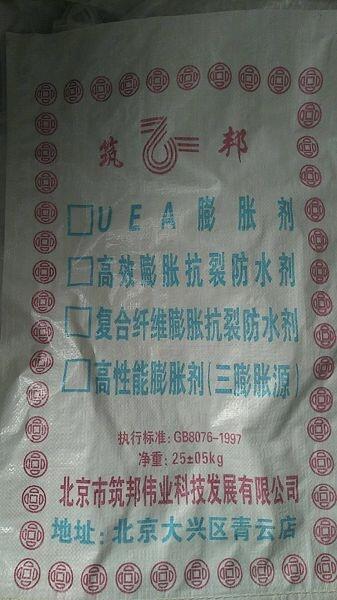 筑 邦
UEA 膨胀剂
高效膨胀抗裂防水剂
复合纤维膨胀抗裂防水剂
高性能膨胀剂(三膨胀源)
执行标准: GB8076-1997
净重: 25±05kg
北京市筑邦伟业科技发展有限公司
地址: 北京大兴区青云店